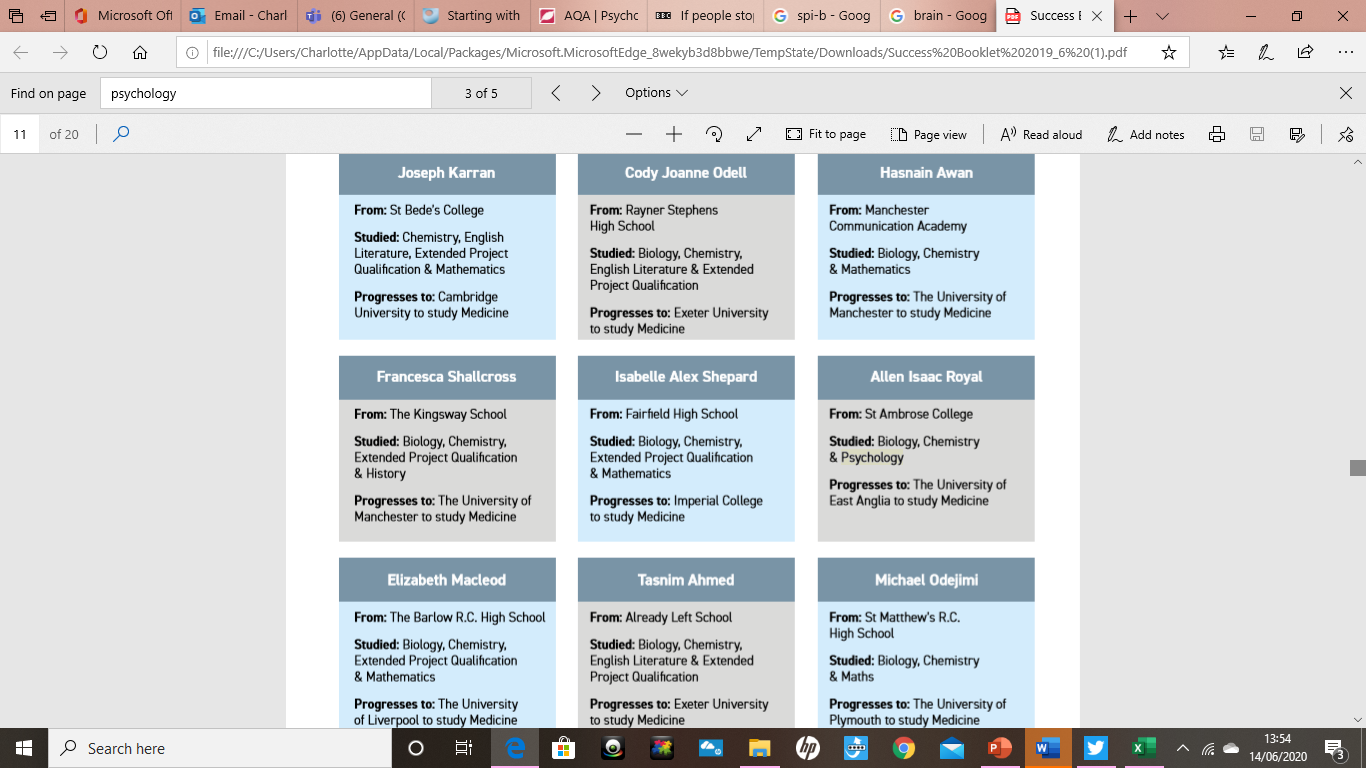 Microsoft Off
Email - Charl
(6) General (C
Starting with
AQA | Psycho
BBC If people stop
spi-b - Goog
brain - Goog
Success B
file:///C:/Users/Charlotte/AppData/Local/Packages/Microsoft.MicrosoftEdge_8wekyb3d8bbwe/TempState/Downloads/Success%20Booklet%202019_6%20(1).pdf
Find on page
psychology
3 of 5
Options
11 of 20
Fit to page
Page view
Read aloud
Add notes
Joseph Karran
From: St Bede's College
Studied: Chemistry, English
Literature, Extended Project
Qualification & Mathematics
Progresses to: Cambridge
University to study Medicine
Cody Joanne Odell
From: Rayner Stephens
High School
Studied: Biology, Chemistry,
English Literature & Extended
Project Qualification
Progresses to: Exeter University
to study Medicine
Hasnain Awan
From: Manchester
Communication Academy
Studied: Biology, Chemistry
& Mathematics
Progresses to: The University of
Manchester to study Medicine
Francesca Shallcross
From: The Kingsway School
Studied: Biology, Chemistry,
Extended Project Qualification
& History
Progresses to: The University of
Manchester to study Medicine
Isabelle Alex Shepard
From: Fairfield High School
Studied: Biology, Chemistry,
Extended Project Qualification
& Mathematics
Progresses to: Imperial College
to study Medicine
Allen Isaac Royal
From: St Ambrose College
Studied: Biology, Chemistry
& Psychology
Progresses to: The University of
East Anglia to study Medicine
Elizabeth Macleod
From: The Barlow R.C. High School
Studied: Biology, Chemistry,
Extended Project Qualification
& Mathematics
Progresses to: The University
of Liverpool to study Medicine
Tasnim Ahmed
From: Already Left School
Studied: Biology, Chemistry,
English Literature & Extended
Project Qualification
Progresses to: Exeter University
to study Medicine
Michael Odejimi
From: St Matthew's R.C.
High School
Studied: Biology, Chemistry
& Maths
Progresses to: The University of
Plymouth to study Medicine
Search here
13:54
14/06/2020
3